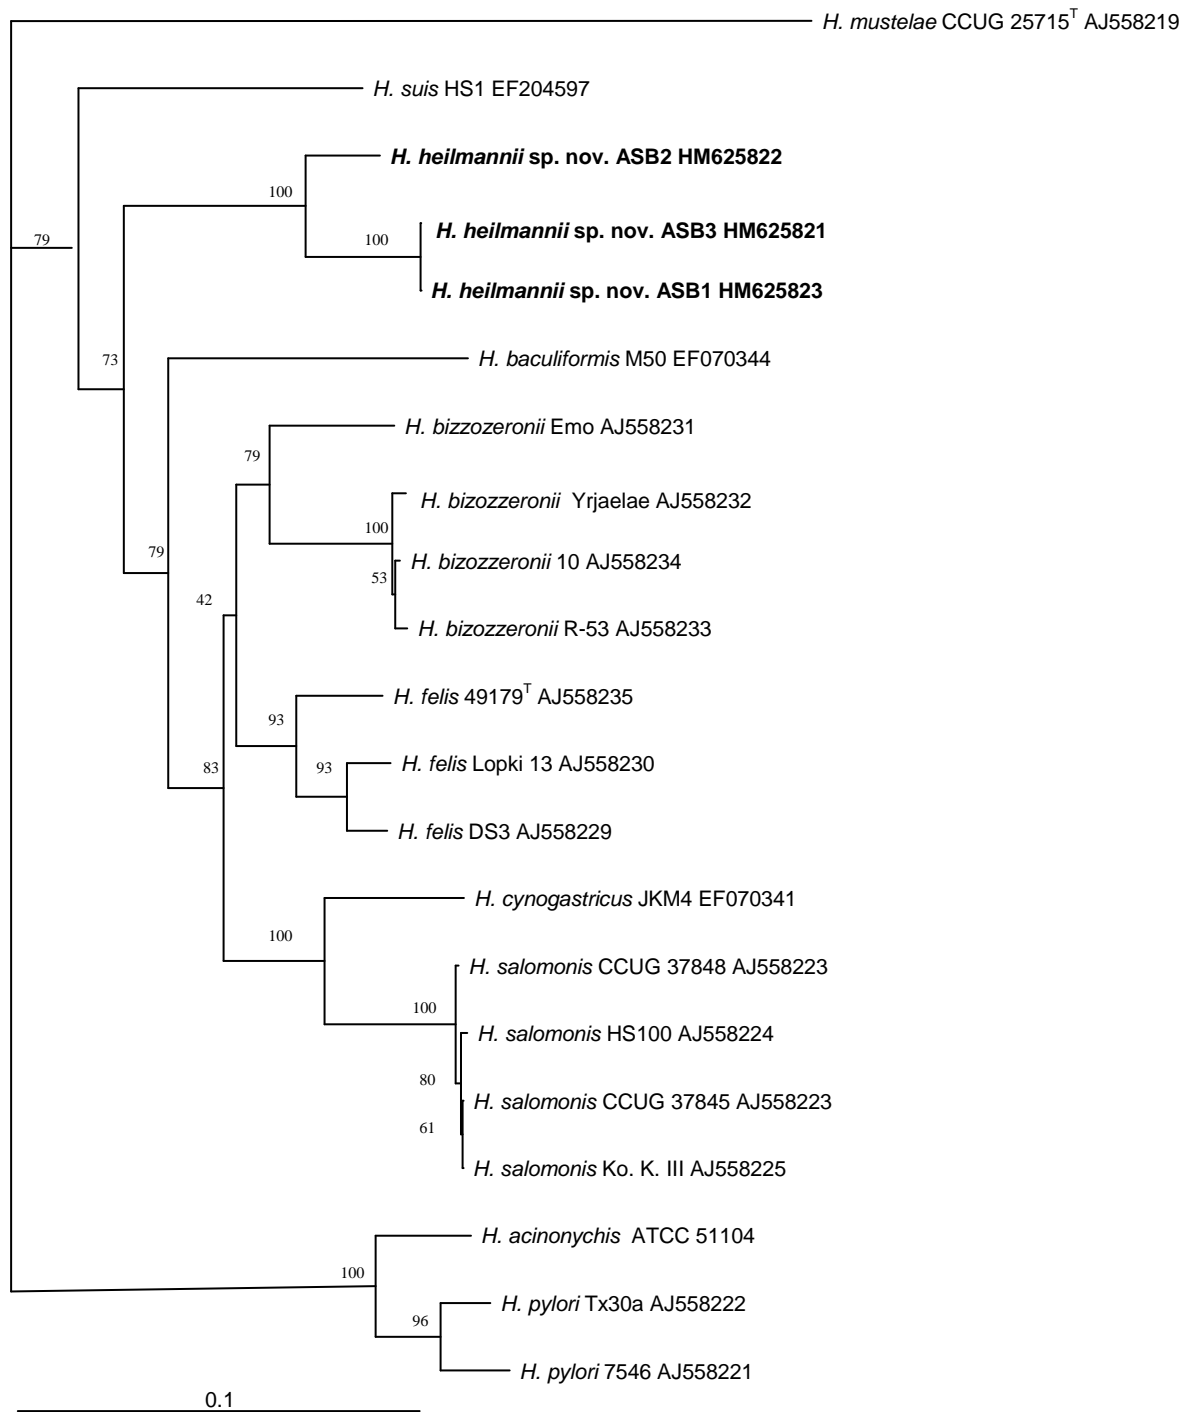 H. mustelae CCUG 25715ᵀ AJ558219
H. suis HS1 EF204597
H. heilmannii sp. nov. ASB2 HM625822
100
H. heilmannii sp. nov. ASB3 HM625821
79
100
H. heilmannii sp. nov. ASB1 HM625823
73
H. baculiformis M50 EF070344
H. bizzozeronii Emo AJ558231
79
H. bizozzeronii Yrjaelae AJ558232
100
79
H. bizozzeronii 10 AJ558234
53
42
H. bizozzeronii R-53 AJ558233
H. felis 49179ᵀ AJ558235
93
H. felis Lopki 13 AJ558230
83
93
H. felis DS3 AJ558229
H. cynogastricus JKM4 EF070341
100
H. salomonis CCUG 37848 AJ558223
100
H. salomonis HS100 AJ558224
80
H. salomonis CCUG 37845 AJ558223
61
H. salomonis Ko. K. III AJ558225
H. acinonychis ATCC 51104
100
H. pylori Tx30a AJ558222
96
H. pylori 7546 AJ558221
0.1